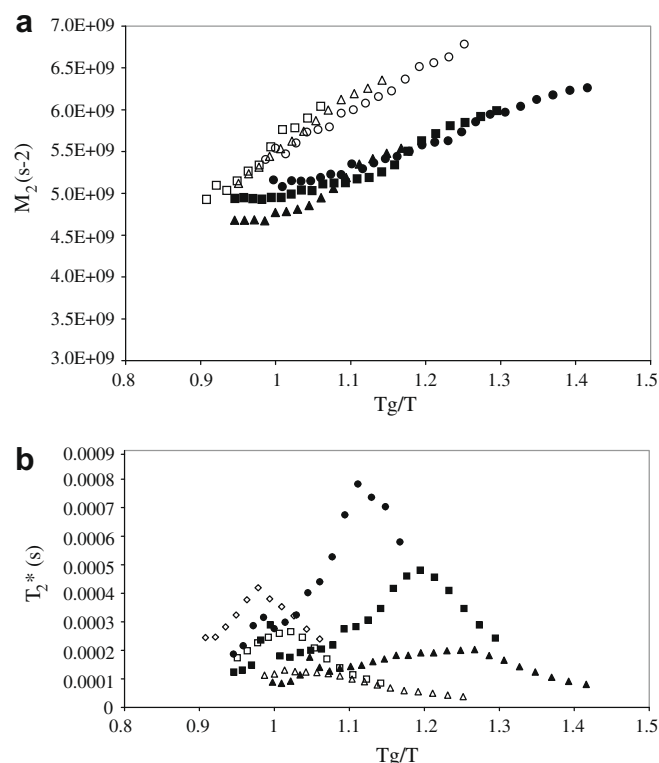 a
7.0E+09
6.5E+09
6.0E+09
5.5E+09
5.0E+09
4.5E+09
4.0E+09
3.5E+09
3.0E+09
M2 (s-2)
0.8 0.9 1 1.1 1.2 1.3 1.4 1.5
Tg/T
b
0.0009
0.0008
0.0007
0.0006
0.0005
0.0004
0.0003
0.0002
0.0001
0
T2* (s)
0.8 0.9 1 1.1 1.2 1.3 1.4 1.5
Tg/T